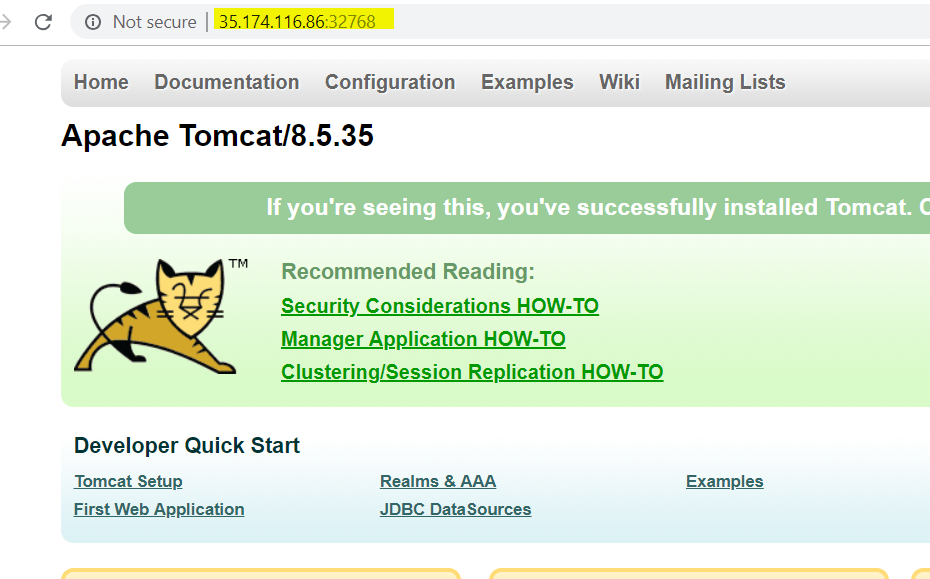 Not secure | 35.174.116.86:32768
Home Documentation Configuration Examples Wiki Mailing Lists
Apache Tomcat/8.5.35
If you're seeing this, you've successfully installed Tomcat. C
TM
Recommended Reading:
Security Considerations HOW-TO
Manager Application HOW-TO
Clustering/Session Replication HOW-TO
Developer Quick Start
Tomcat Setup Realms & AAA Examples
First Web Application JDBC DataSources